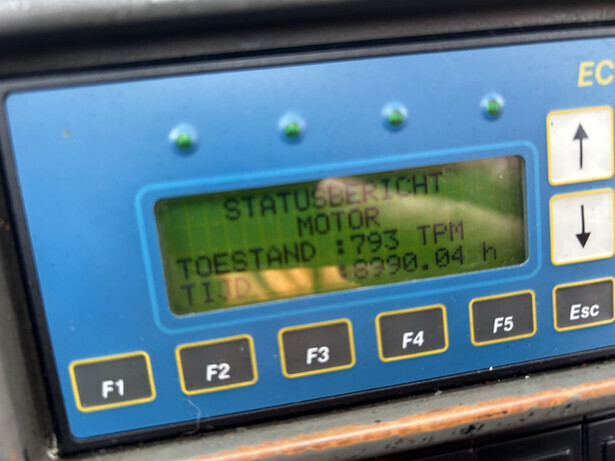 EC
STATUSBERICHT
MOTOR
TOESTAND :793 TPM
TIJD :8990.04 h
F1 F2 F3 F4 F5 Esc